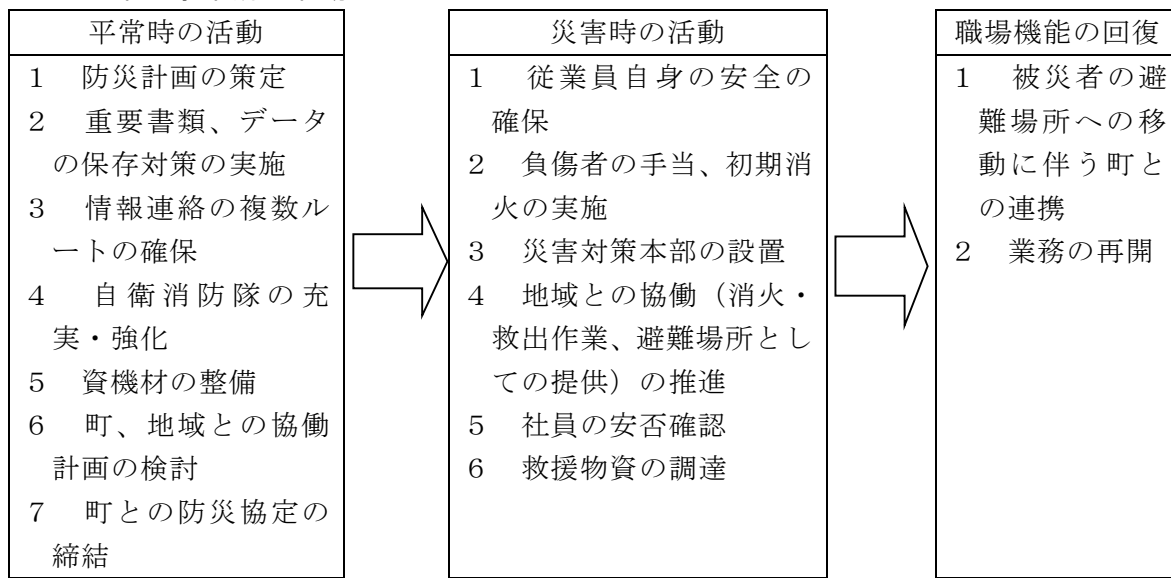 平常時の活動
1 防災計画の策定
2 重要書類、データ
の保存対策の実施
3 情報連絡の複数ル
ートの確保
4 自衛消防隊の充
実・強化
5 資機材の整備
6 町、地域との協働
計画の検討
7 町との防災協定の
締結
災害時の活動
1 従業員自身の安全の
確保
2 負傷者の手当、初期消
火の実施
3 災害対策本部の設置
4 地域との協働(消火・
救出作業、避難場所とし
ての提供)の推進
5 社員の安否確認
6 救援物資の調達
職場機能の回復
1 被災者の避
難場所への移
動に伴う町と
の連携
2 業務の再開